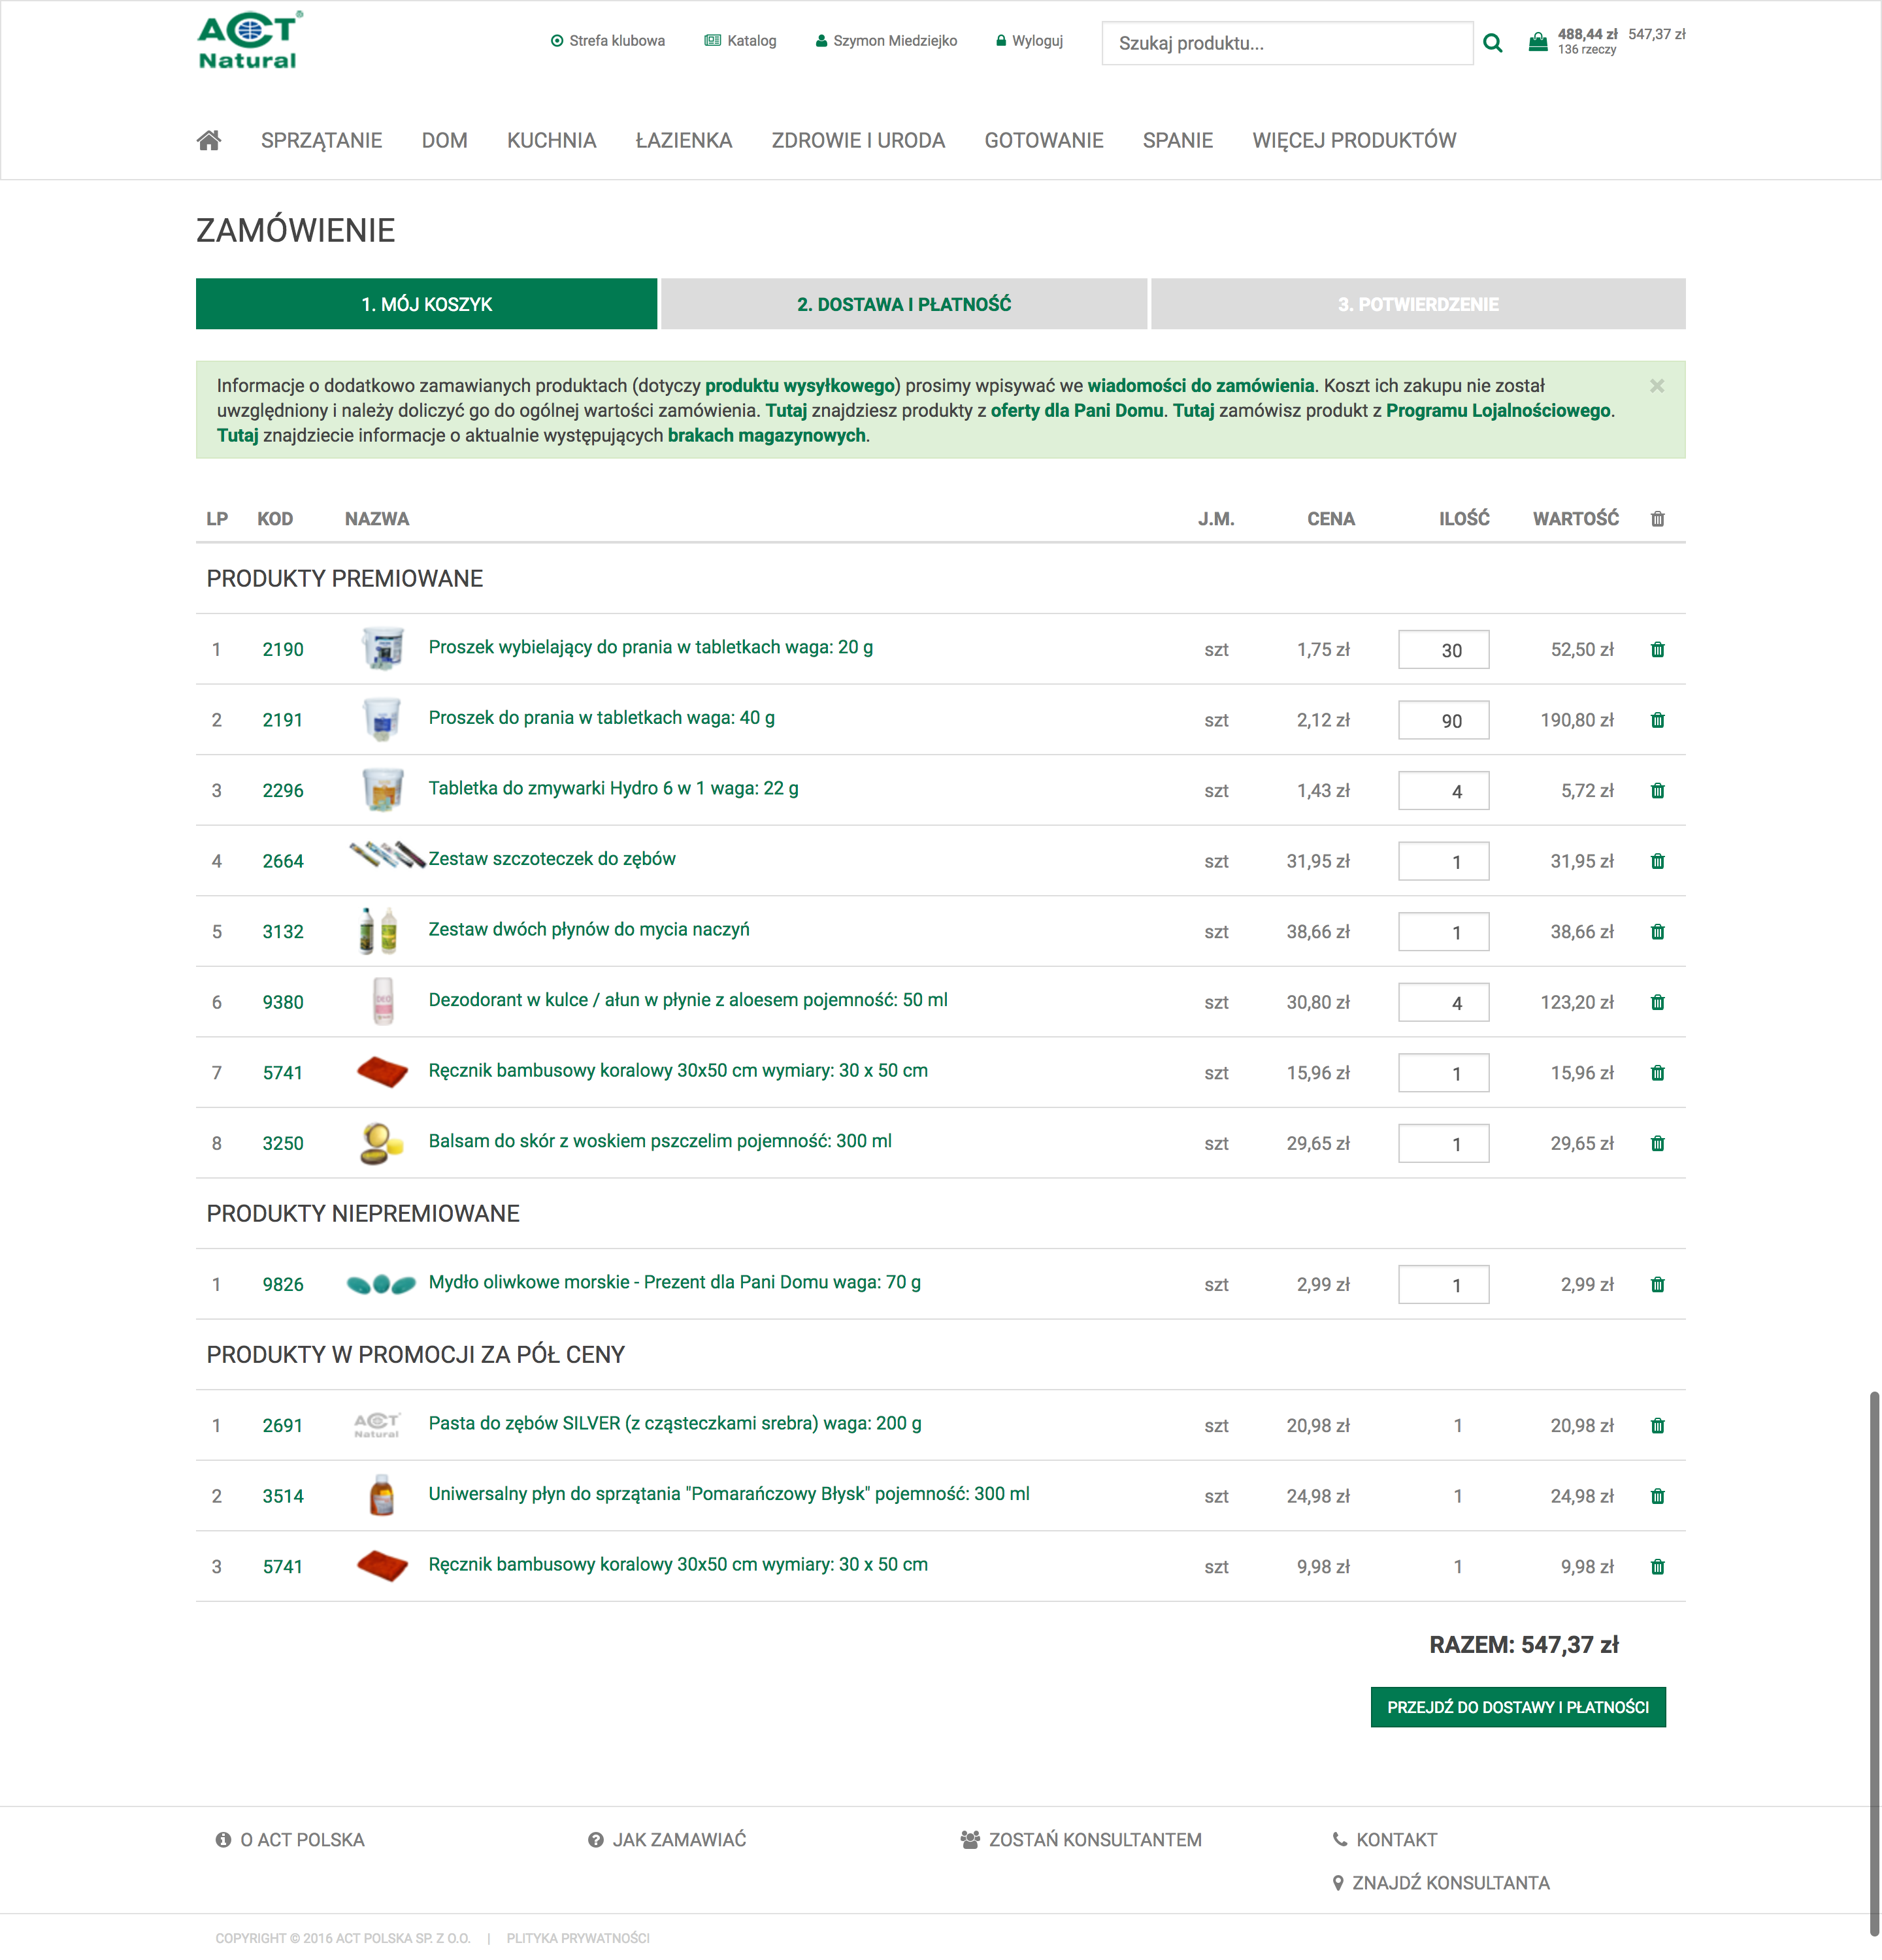 ACT®
Natural
Strefa klubowa
Katalog
Szymon Miedziejko
Wyloguj
Szukaj produktu...
488,44 zł 547,37 zł
136 rzeczy
SPRZĄTANIE DOM KUCHNIA ŁAZIENKA ZDROWIE I URODA GOTOWANIE SPANIE WIĘCEJ PRODUKTÓW
ZAMÓWIENIE
1. MÓJ KOSZYK
2. DOSTAWA I PŁATNOŚĆ
3. POTWIERDZENIE
Informacje o dodatkowo zamawianych produktach (dotyczy produktu wysyłkowego) prosimy wpisywać we wiadomości do zamówienia. Koszt ich zakupu nie został
uwzględniony i należy doliczyć go do ogólnej wartości zamówienia. Tutaj znajdziesz produkty z oferty dla Pani Domu. Tutaj zamówisz produkt z Programu Lojalnościowego.
Tutaj znajdziecie informacje o aktualnie występujących brakach magazynowych.
LP KOD NAZWA J.M. CENA ILOŚĆ WARTOŚĆ
PRODUKTY PREMIOWANE
1 2190 Proszek wybielający do prania w tabletkach waga: 20 g szt 1,75 zł 30 52,50 zł
2 2191 Proszek do prania w tabletkach waga: 40 g szt 2,12 zł 90 190,80 zł
3 2296 Tabletka do zmywarki Hydro 6 w 1 waga: 22 g szt 1,43 zł 4 5,72 zł
4 2664 Zestaw szczoteczek do zębów szt 31,95 zł 1 31,95 zł
5 3132 Zestaw dwóch płynów do mycia naczyń szt 38,66 zł 1 38,66 zł
6 9380 Dezodorant w kulce / ałun w płynie z aloesem pojemność: 50 ml szt 30,80 zł 4 123,20 zł
7 5741 Ręcznik bambusowy koralowy 30x50 cm wymiary: 30 x 50 cm szt 15,96 zł 1 15,96 zł
8 3250 Balsam do skór z woskiem pszczelim pojemność: 300 ml szt 29,65 zł 1 29,65 zł
PRODUKTY NIEPREMIOWANE
1 9826 Mydło oliwkowe morskie - Prezent dla Pani Domu waga: 70 g szt 2,99 zł 1 2,99 zł
PRODUKTY W PROMOCJI ZA PÓŁ CENY
1 2691 ACT Natural Pasta do zębów SILVER (z cząsteczkami srebra) waga: 200 g szt 20,98 zł 1 20,98 zł
2 3514 Uniwersalny płyn do sprzątania "Pomarańczowy Błysk" pojemność: 300 ml szt 24,98 zł 1 24,98 zł
3 5741 Ręcznik bambusowy koralowy 30x50 cm wymiary: 30 x 50 cm szt 9,98 zł 1 9,98 zł
RAZEM: 547,37 zł
PRZEJDŹ DO DOSTAWY I PŁATNOŚCI
O ACT POLSKA
JAK ZAMAWIAĆ
ZOSTAŃ KONSULTANTEM
KONTAKT
ZNAJDŹ KONSULTANTA
COPYRIGHT © 2016 ACT POLSKA SP. Z O.O. | PLITYKA PRYWATNOŚCI